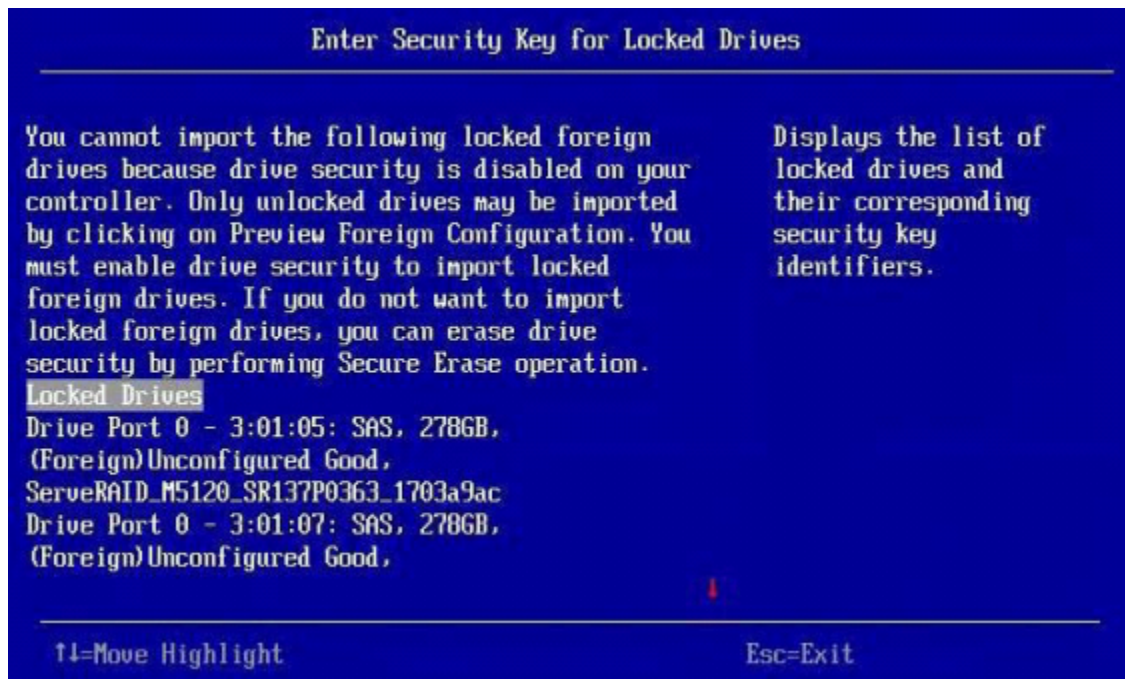 Enter Security Key for Locked Drives
You cannot import the following locked foreign
drives because drive security is disabled on your
controller. Only unlocked drives may be imported
by clicking on Preview Foreign Configuration. You
must enable drive security to import locked
foreign drives. If you do not want to import
locked foreign drives, you can erase drive
security by performing Secure Erase operation.
Locked Drives
Drive Port 0 - 3:01:05: SAS, 278GB,
(Foreign)Unconfigured Good,
ServeRAID_M5120_SR137P0363_1703a9ac
Drive Port 0 - 3:01:07: SAS, 278GB,
(Foreign)Unconfigured Good,
Displays the list of
locked drives and
their corresponding
security key
identifiers.
↓
↑↓=Move Highlight
Esc=Exit